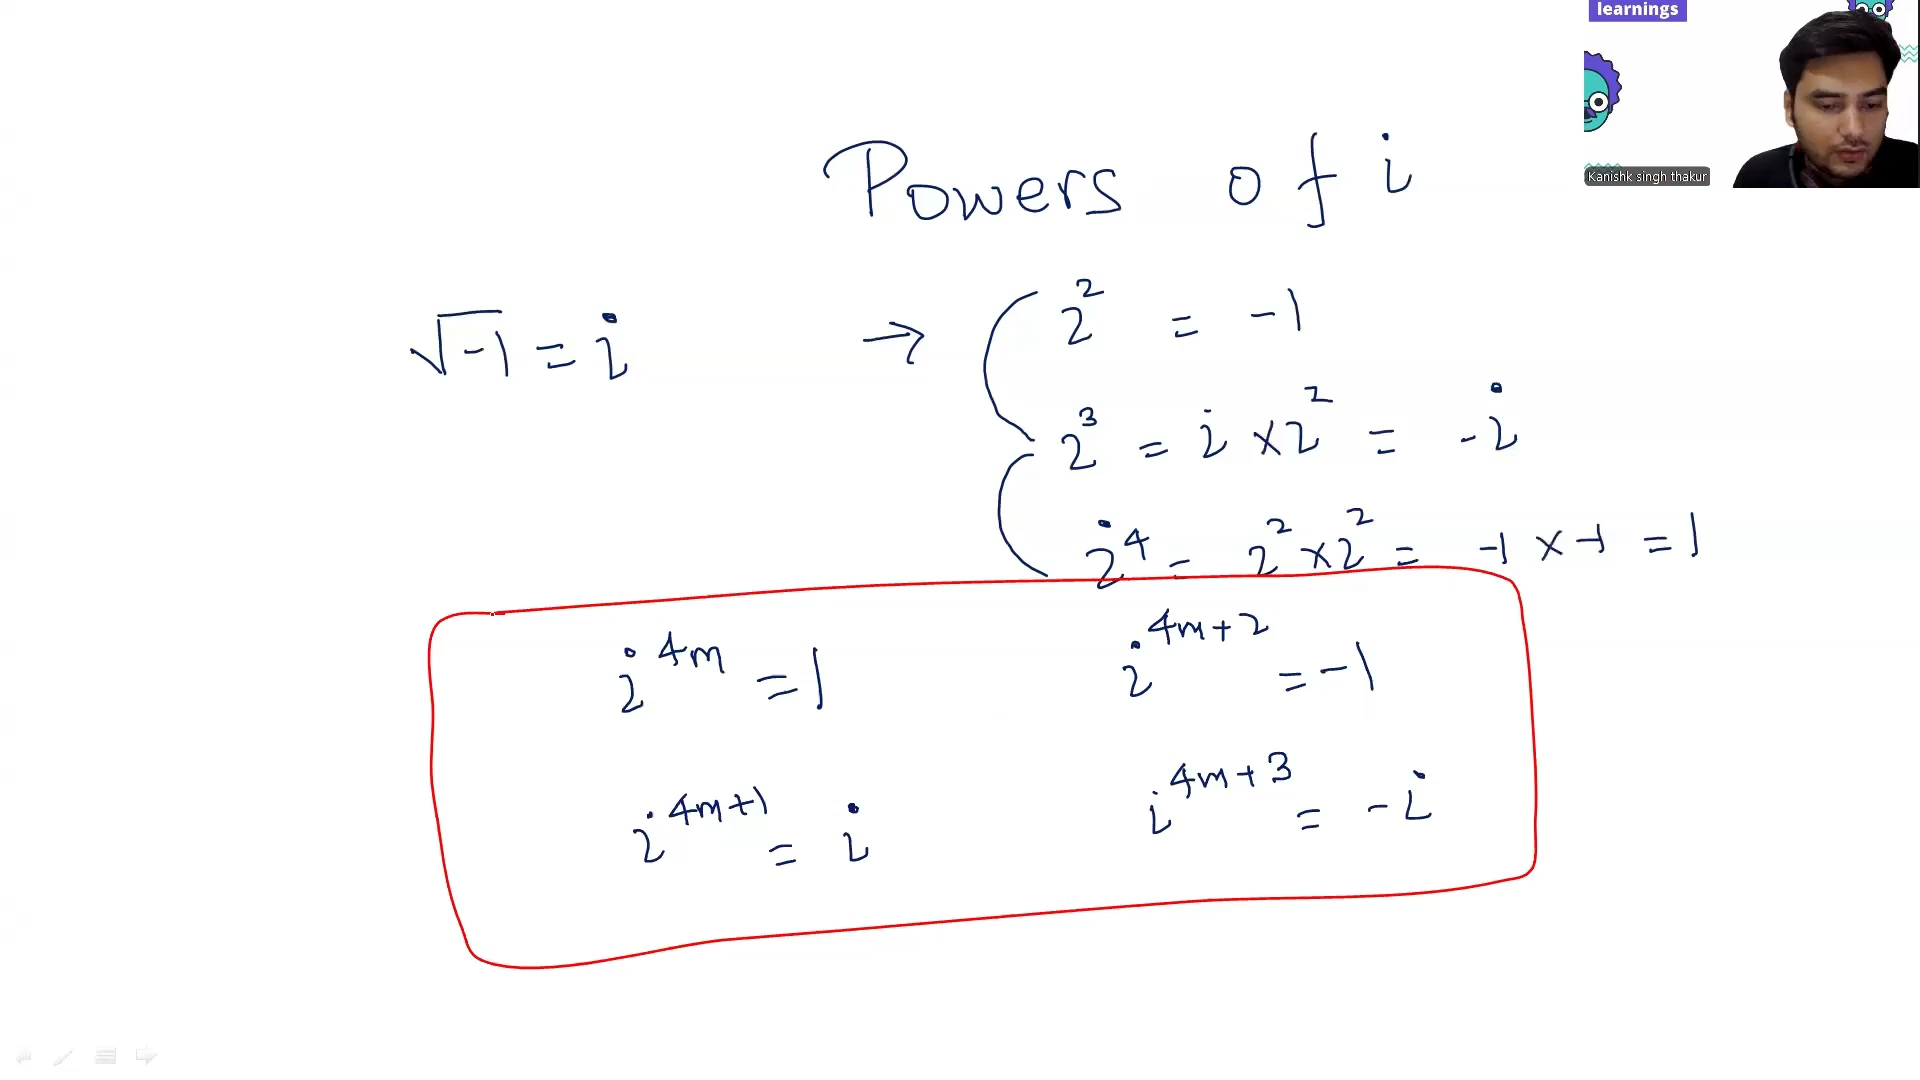 learnings
Kanishk singh thakur
Powers of i
√-1 = i → i² = -1
i³ = i × i² = -i
i⁴ = i² × i² = -1 × -1 = 1
i^4m = 1
i^4m+2 = -1
i^4m+1 = i
i^4m+3 = -i